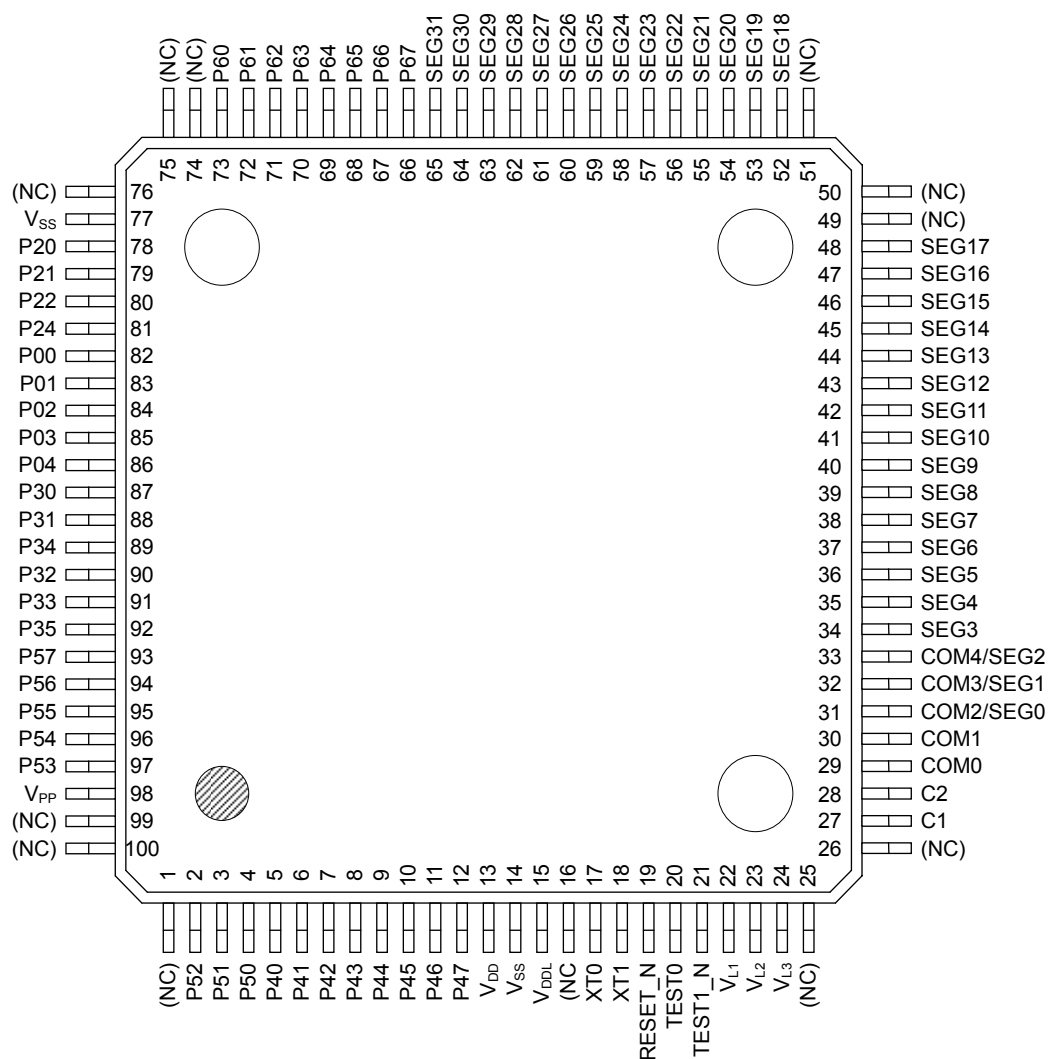 (NC)
(NC)
P60
P61
P62
P63
P64
P65
P66
P67
SEG31
SEG30
SEG29
SEG28
SEG27
SEG26
SEG25
SEG24
SEG23
SEG22
SEG21
SEG20
SEG19
SEG18
(NC)
75 74 73 72 71 70 69 68 67 66 65 64 63 62 61 60 59 58 57 56 55 54 53 52 51
(NC) 76
VSS 77
P20 78
P21 79
P22 80
P24 81
P00 82
P01 83
P02 84
P03 85
P04 86
P30 87
P31 88
P34 89
P32 90
P33 91
P35 92
P57 93
P56 94
P55 95
P54 96
P53 97
VPP 98
(NC) 99
(NC) 100
50 (NC)
49 (NC)
48 SEG17
47 SEG16
46 SEG15
45 SEG14
44 SEG13
43 SEG12
42 SEG11
41 SEG10
40 SEG9
39 SEG8
38 SEG7
37 SEG6
36 SEG5
35 SEG4
34 SEG3
33 COM4/SEG2
32 COM3/SEG1
31 COM2/SEG0
30 COM1
29 COM0
28 C2
27 C1
26 (NC)
1 2 3 4 5 6 7 8 9 10 11 12 13 14 15 16 17 18 19 20 21 22 23 24 25
(NC)
P52
P51
P50
P40
P41
P42
P43
P44
P45
P46
P47
VDD
VSS
VDDL
(NC
XT0
XT1
RESET_N
TEST0
TEST1_N
VL1
VL2
VL3
(NC)